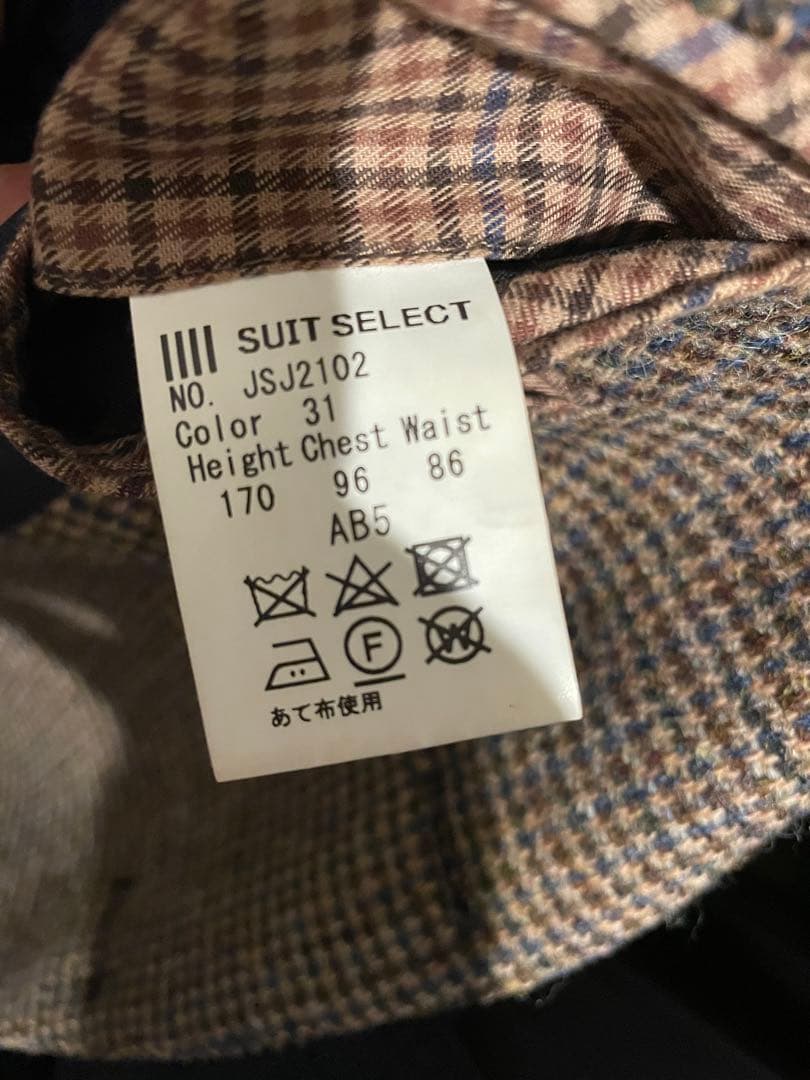 SUIT SELECT
NO. JSJ2102
Color 31
Height Chest Waist
170 96 86
AB5
F W
あて布使用